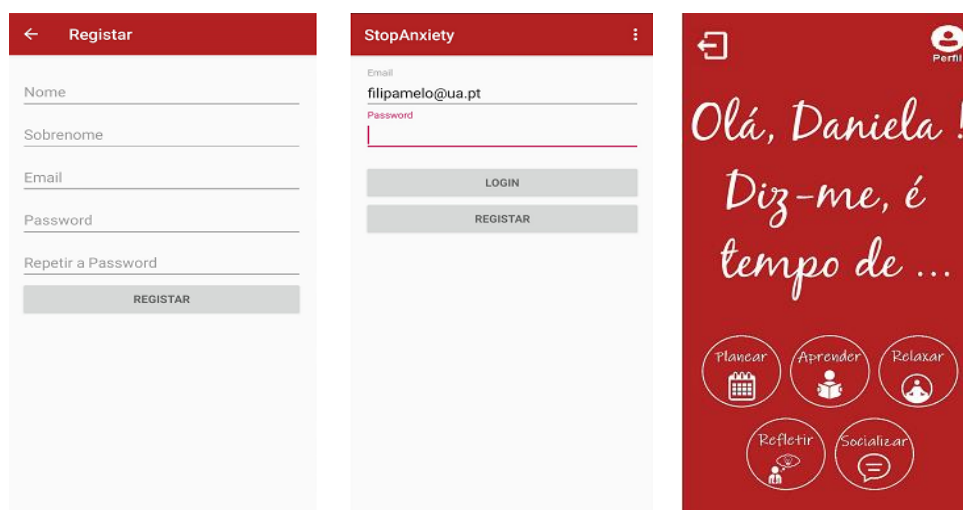 Registar
Nome
Sobrenome
Email
Password
Repetir a Password
REGISTAR
StopAnxiety
Email
filipamelo@ua.pt
Password
LOGIN
REGISTAR
Perfil
Olá, Daniela !
Diz-me, é
tempo de ...
Planear
Aprender
Relaxar
Refletir
Socializar